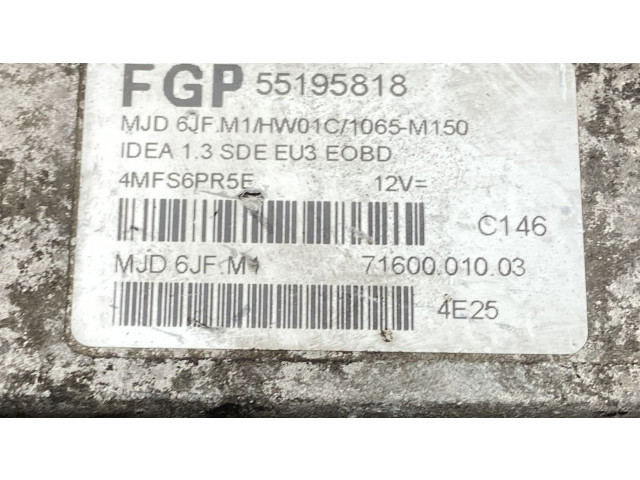 FGP 55195818
MJD 6JF.M1/HW01C/1065-M150
IDEA 1.3 SDE EU3 EOBD
4MFS6PR5E 12V=
C146
MJD 6JF.M1 71600.010.03
4E25